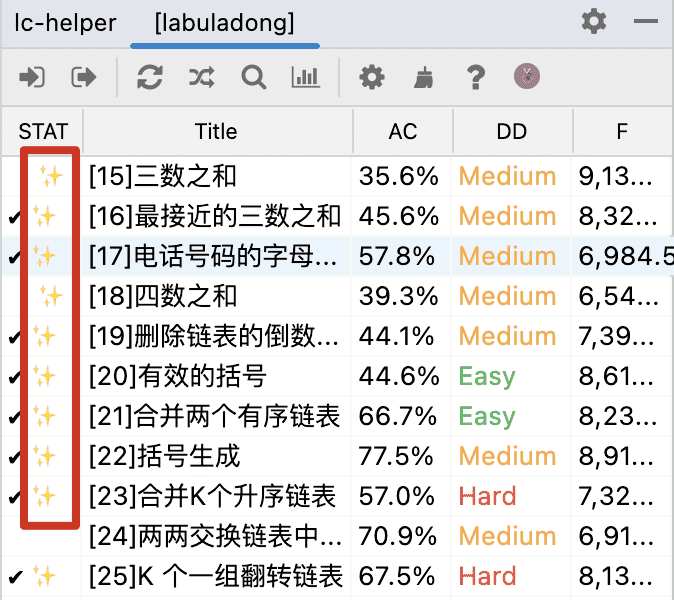 lc-helper [labuladong]
STAT Title AC DD F
[15]三数之和 35.6% Medium 9,13...
✔ [16]最接近的三数之和 45.6% Medium 8,32...
✔ [17]电话号码的字母... 57.8% Medium 6,984.5
[18]四数之和 39.3% Medium 6,54...
✔ [19]删除链表的倒数... 44.1% Medium 7,39...
✔ [20]有效的括号 44.6% Easy 8,61...
✔ [21]合并两个有序链表 66.7% Easy 8,23...
✔ [22]括号生成 77.5% Medium 8,91...
✔ [23]合并K个升序链表 57.0% Hard 7,32...
[24]两两交换链表中... 70.9% Medium 6,91...
✔ [25]K 个一组翻转链表 67.5% Hard 8,13...